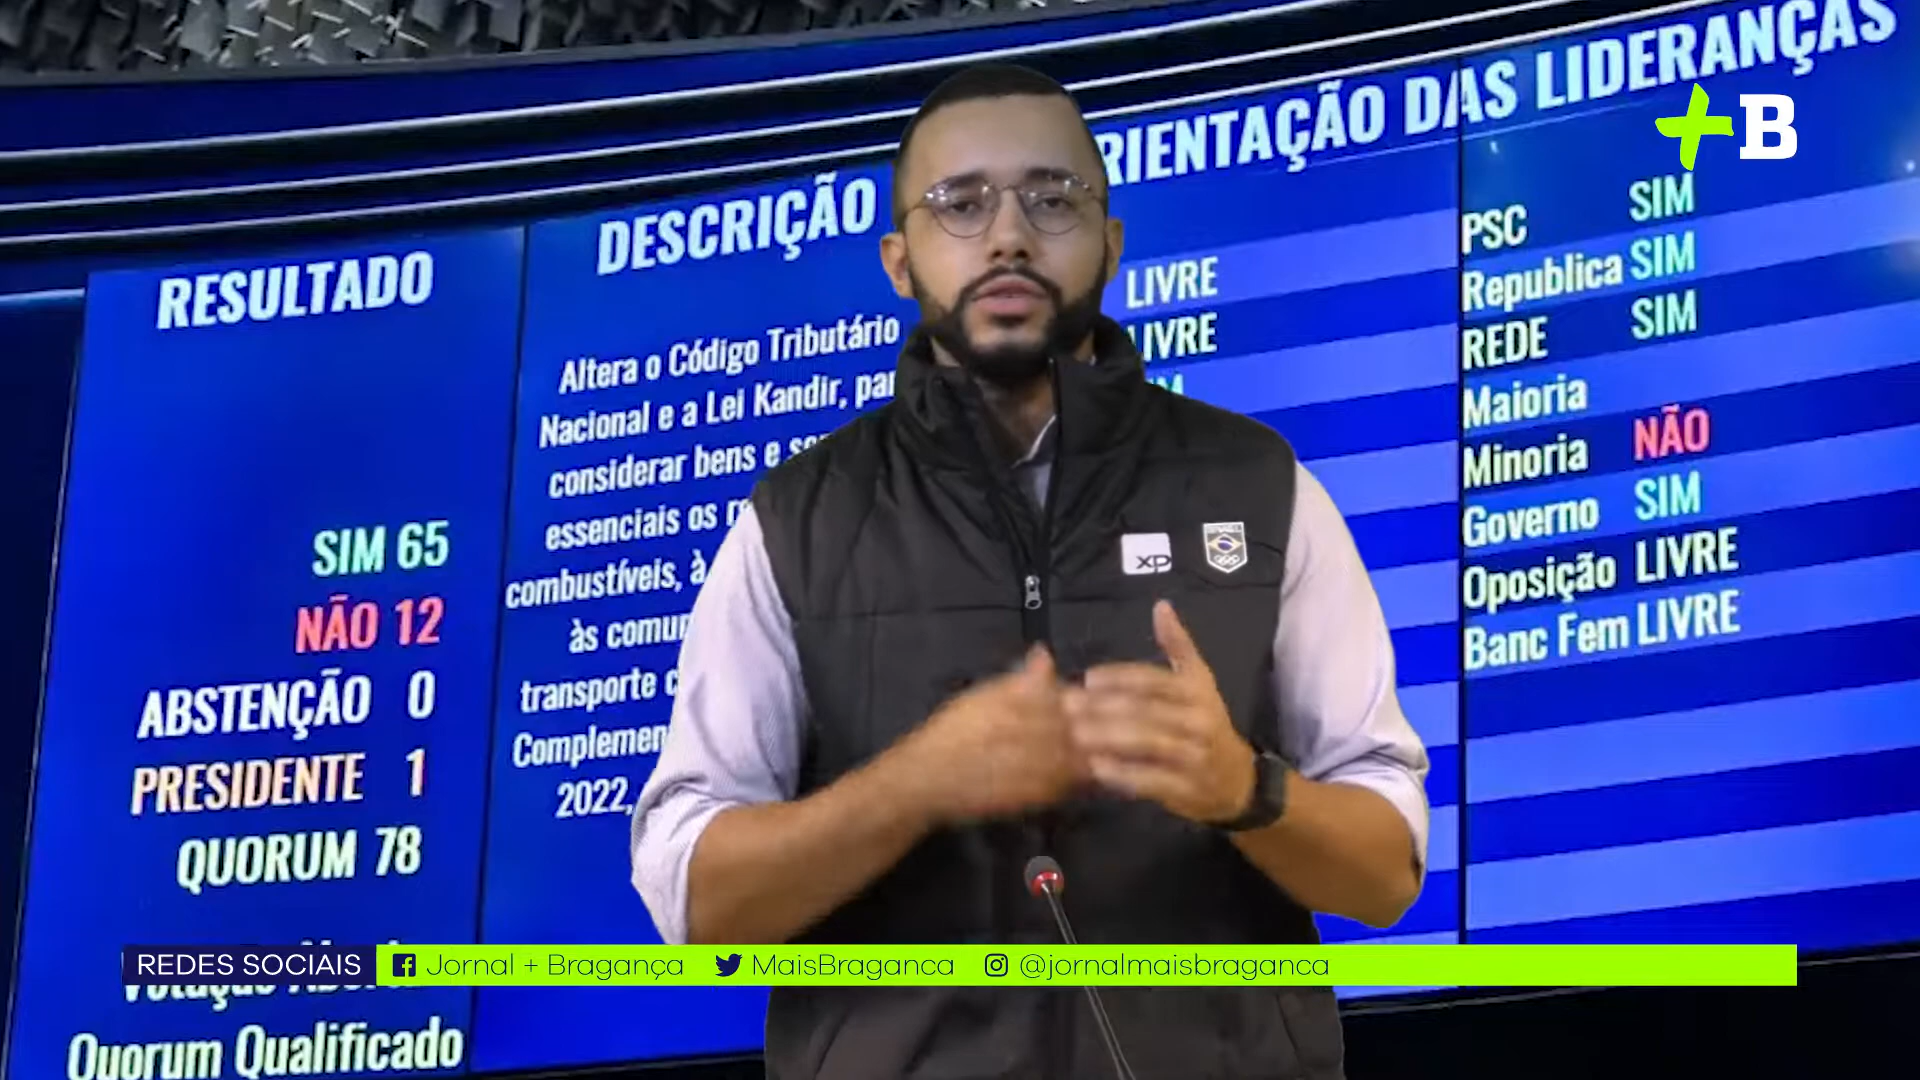 RIENTAÇÃO DAS LIDERANÇAS
+B
RESULTADO
SIM 65
NÃO 12
ABSTENÇÃO 0
PRESIDENTE 1
QUORUM 78
Quorum Qualificado
DESCRIÇÃO
Altera o Código Tributário
Nacional e a Lei Kandir, par
considerar bens e
essenciais os
combustíveis, à
às comun
transporte
Complemen
2022,
LIVRE
LIVRE
PSC SIM
Republica SIM
REDE SIM
Maioria
Minoria NÃO
Governo SIM
Oposição LIVRE
Banc Fem LIVRE
XP
REDES SOCIAIS Jornal + Bragança MaisBraganca @jornalmaisbraganca